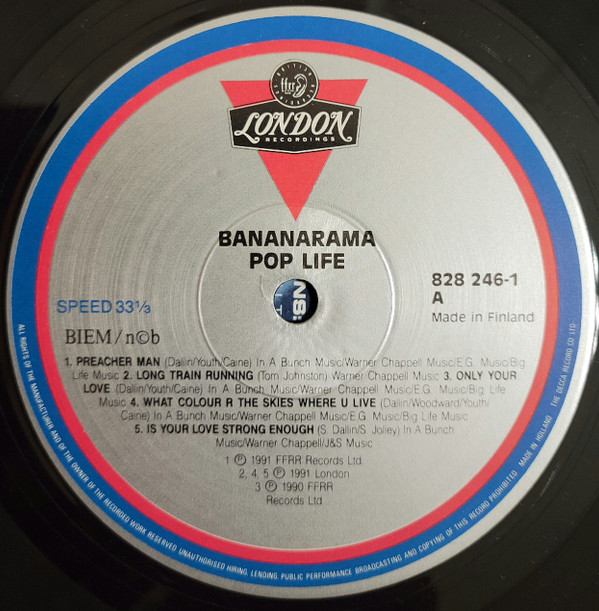 ffrr
LONDON
RECORDINGS
BANANARAMA
POP LIFE
828 246-1
A
Made in Finland
SPEED 33⅓
BIEM/n©b
1. PREACHER MAN (Dallin/Youth/Caine) In A Bunch Music/Warner Chappell Music/E.G. Music/Big
Life Music 2. LONG TRAIN RUNNING (Tom Johnston) Warner Chappell Music 3. ONLY YOUR
LOVE (Dallin/Youth/Caine) In A Bunch Music/Warner Chappell Music/E.G. Music/Big Life
Music 4. WHAT COLOUR R THE SKIES WHERE U LIVE (Dallin/Woodward/Youth/
Caine) In A Bunch Music/Warner Chappell Music/E.G. Music/Big Life Music
5. IS YOUR LOVE STRONG ENOUGH (S. Dallin/S. Jolley) In A Bunch
Music/Warner Chappell/J&S Music
1 ℗ 1991 FFRR Records Ltd.
2, 4, 5 ℗ 1991 London
3 ℗ 1990 FFRR
Records Ltd
ALL RIGHTS OF THE MANUFACTURER AND OF THE OWNER OF THE RECORDED WORK RESERVED UNAUTHORISED HIRING, LENDING, PUBLIC PERFORMANCE BROADCASTING AND COPYING OF THIS RECORD PROHIBITED MADE IN HOLLAND THE DECCA RECORD CO LTD.